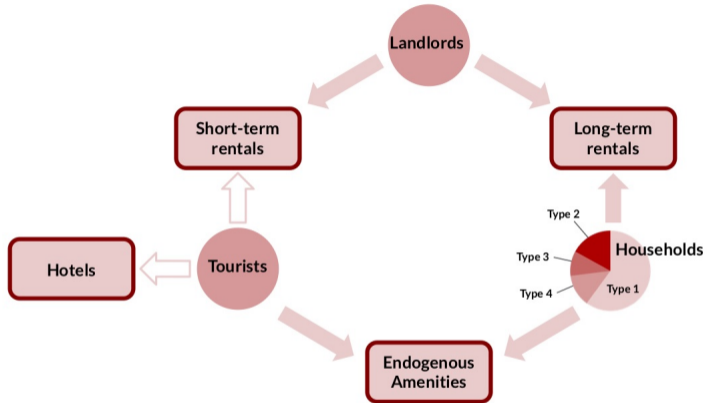 Landlords
Short-term
rentals
Long-term
rentals
Type 2
Households
Type 3
Hotels
Tourists
Type 1
Type 4
Endogenous
Amenities